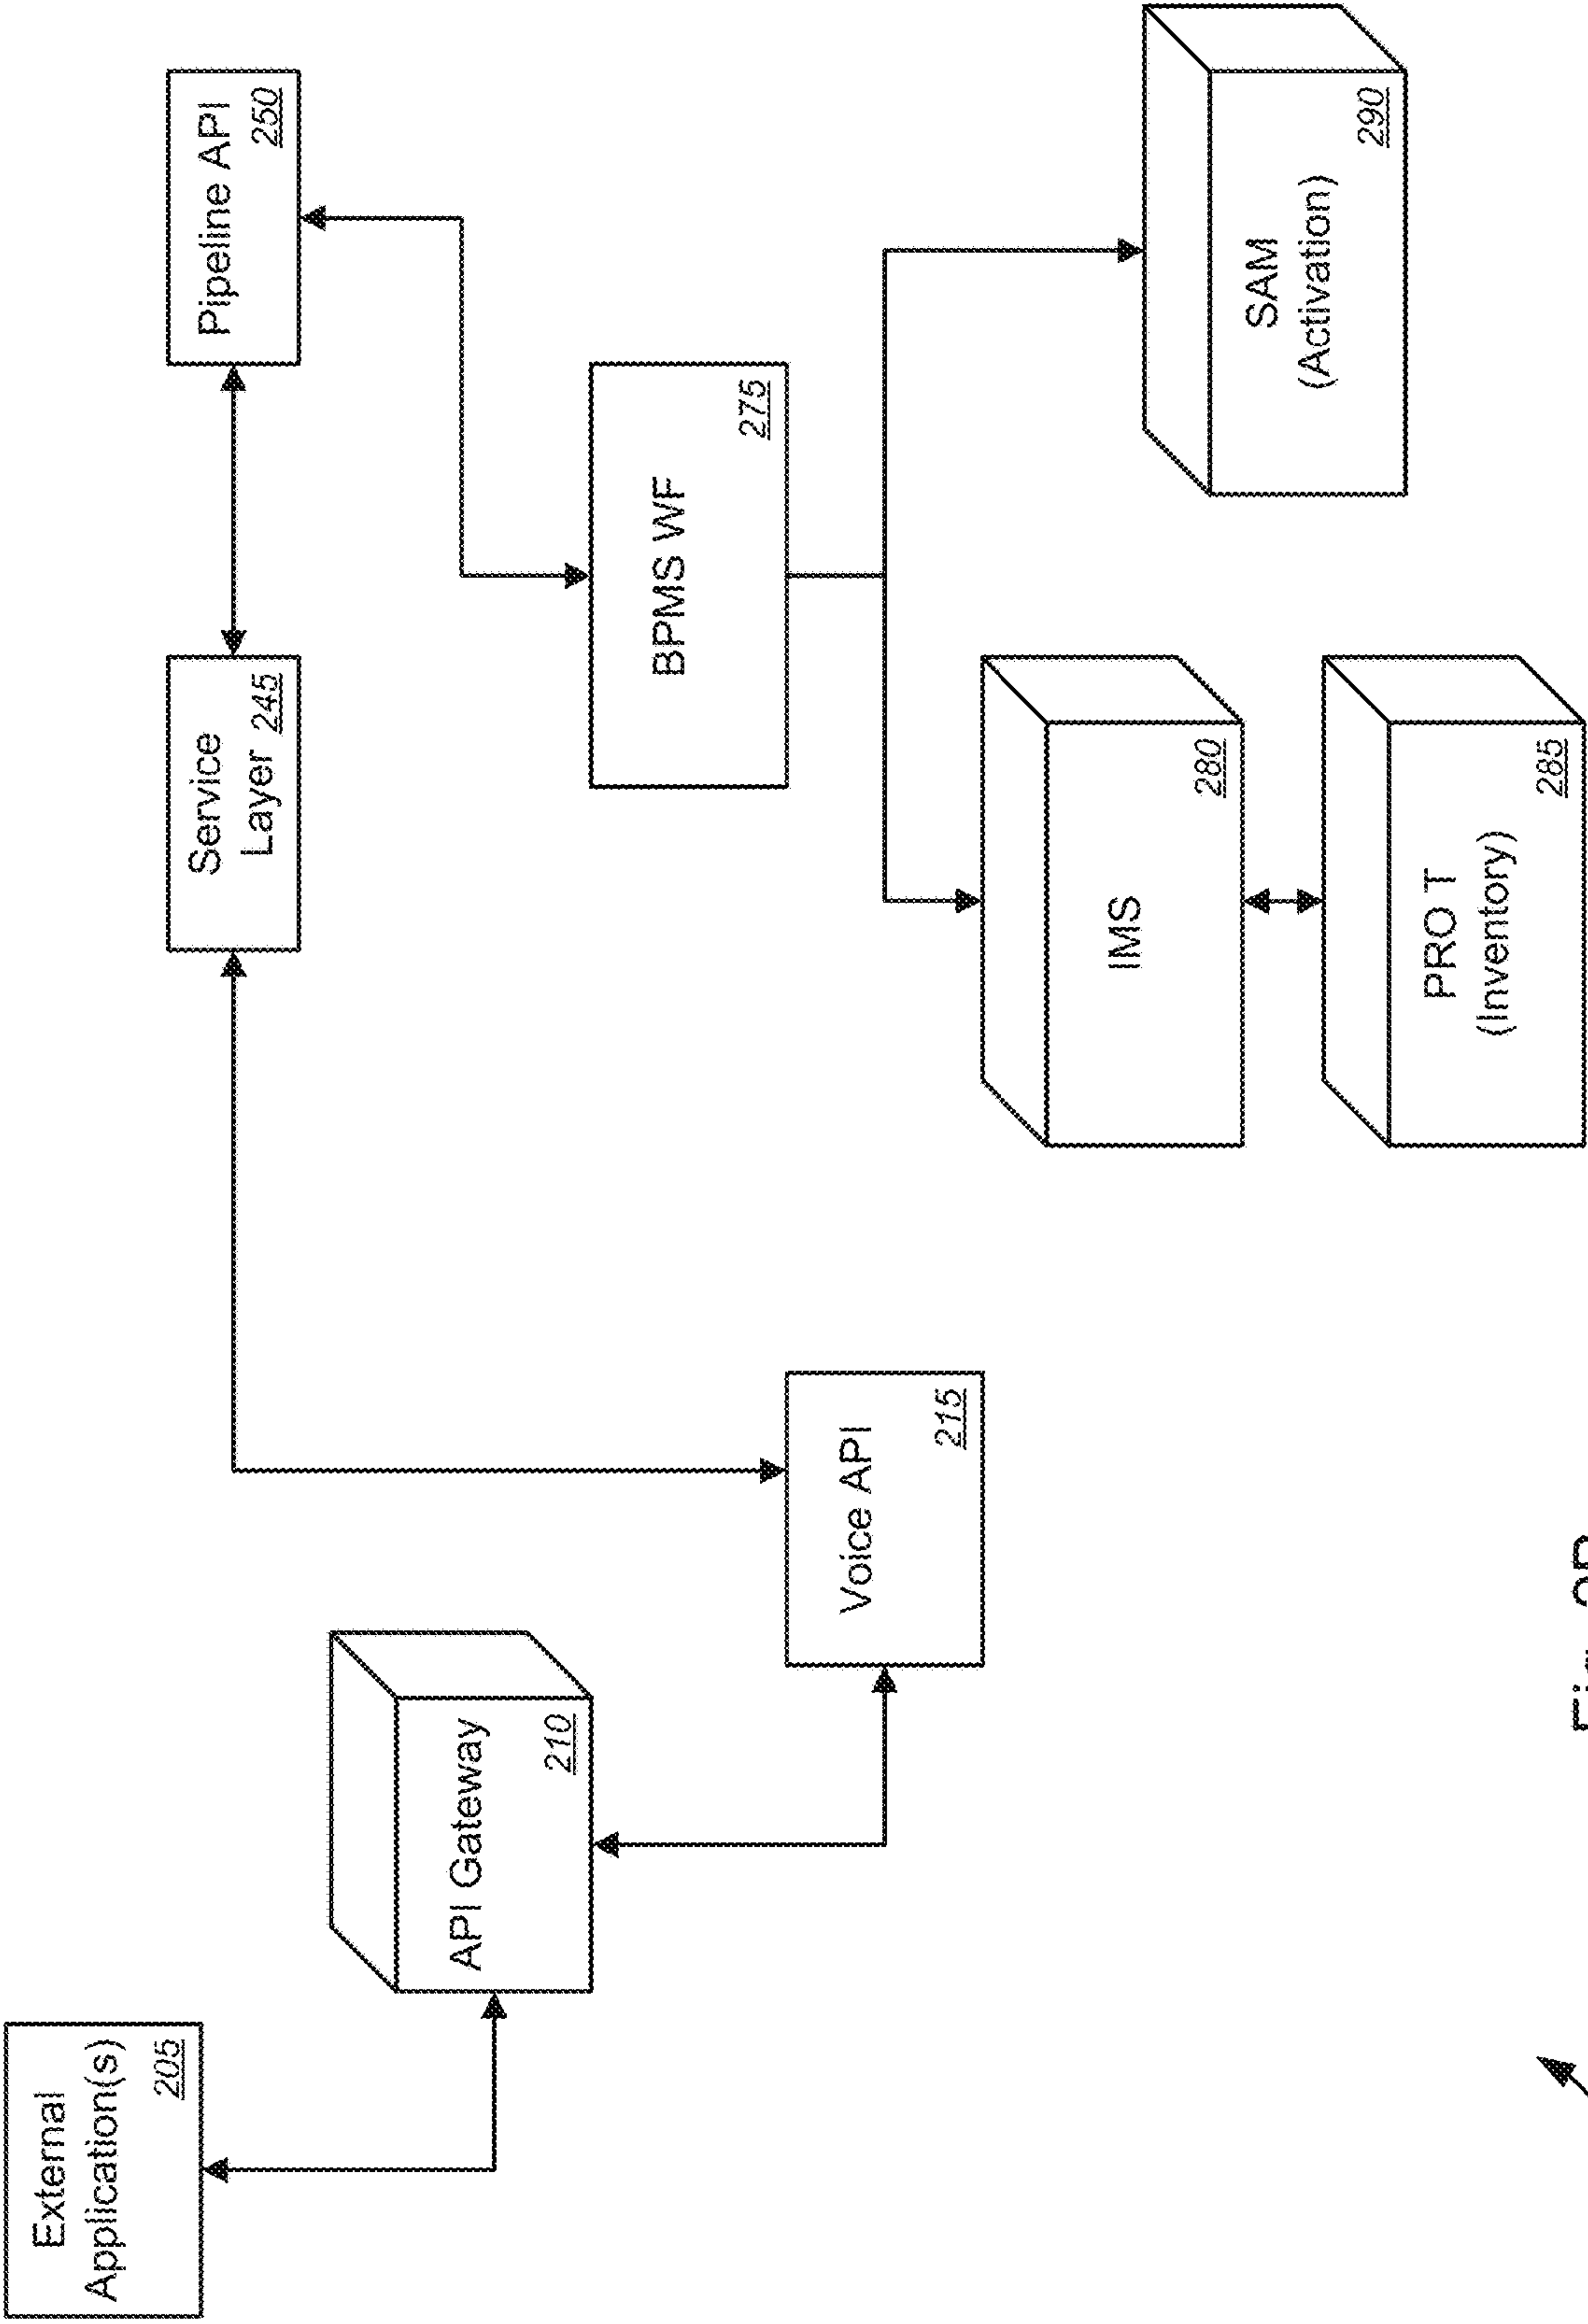 External
Application(s)
205
API Gateway
210
Voice API
215
Service
Layer 245
Pipeline API
250
BPMS WF
275
IMS
280
PRO T
(Inventory)
285
SAM
(Activation)
290